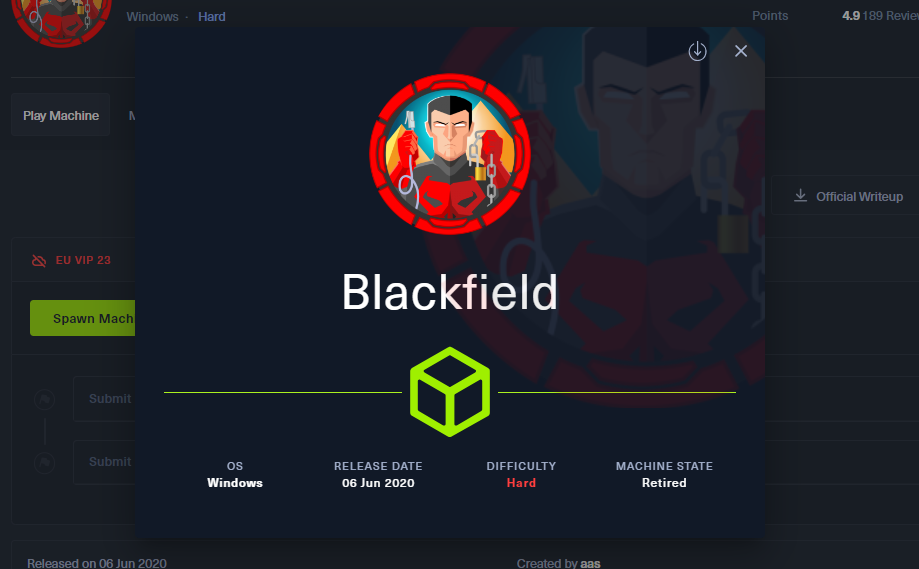 Windows · Hard
Points
4.9 189
Play Machine
Official Writeup
EU VIP 23
Blackfield
Spawn Mach
Submit
Submit
OS
RELEASE DATE
DIFFICULTY
MACHINE STATE
Windows
06 Jun 2020
Hard
Retired
Released on 06 Jun 2020
Created by aas